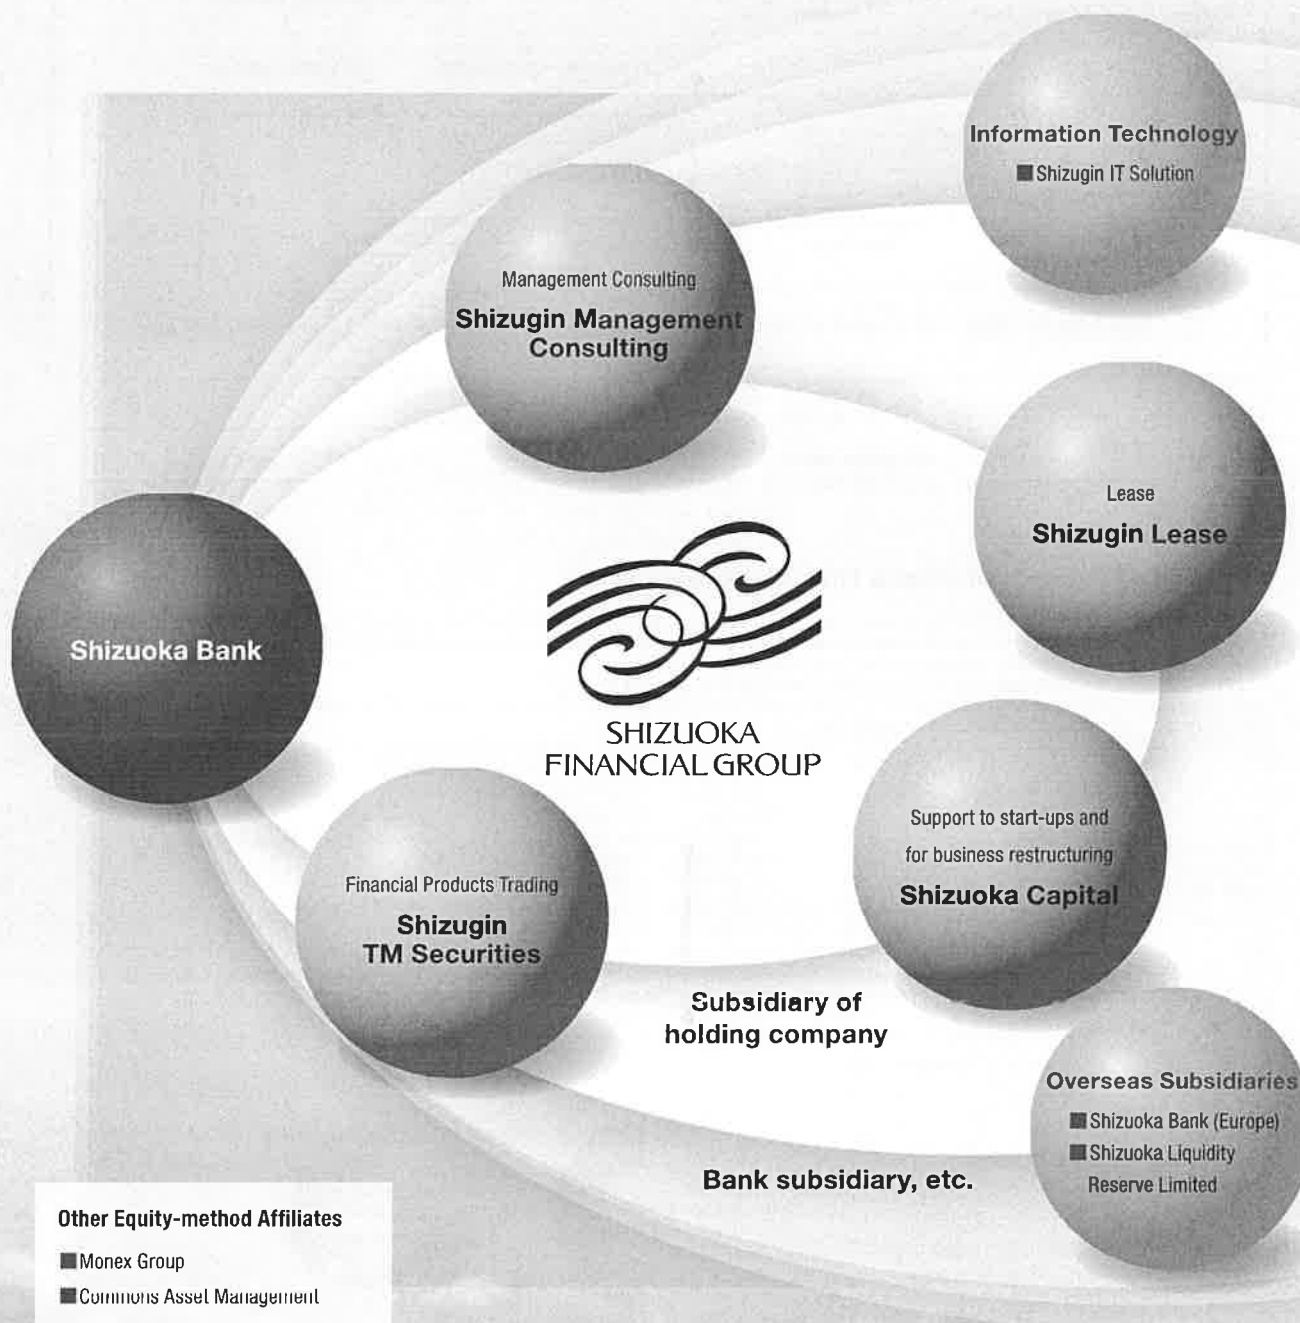 Information Technology
Shizugin IT Solution
Management Consulting
Shizugin Management
Consulting
Lease
Shizugin Lease
Shizuoka Bank
SHIZUOKA
FINANCIAL GROUP
Support to start-ups and
for business restructuring
Shizuoka Capital
Financial Products Trading
Shizugin
TM Securities
Subsidiary of
holding company
Overseas Subsidiaries
Shizuoka Bank (Europe)
Shizuoka Liquidity
Reserve Limited
Bank subsidiary, etc.
Other Equity-method Affiliates
Monex Group
Commons Asset Management